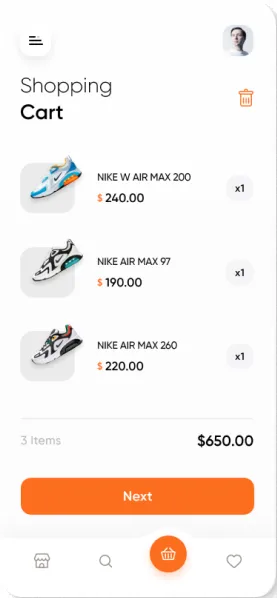 Shopping
Cart
NIKE W AIR MAX 200
$ 240.00
x1
NIKE AIR MAX 97
$ 190.00
x1
NIKE AIR MAX 260
$ 220.00
x1
3 Items
$650.00
Next